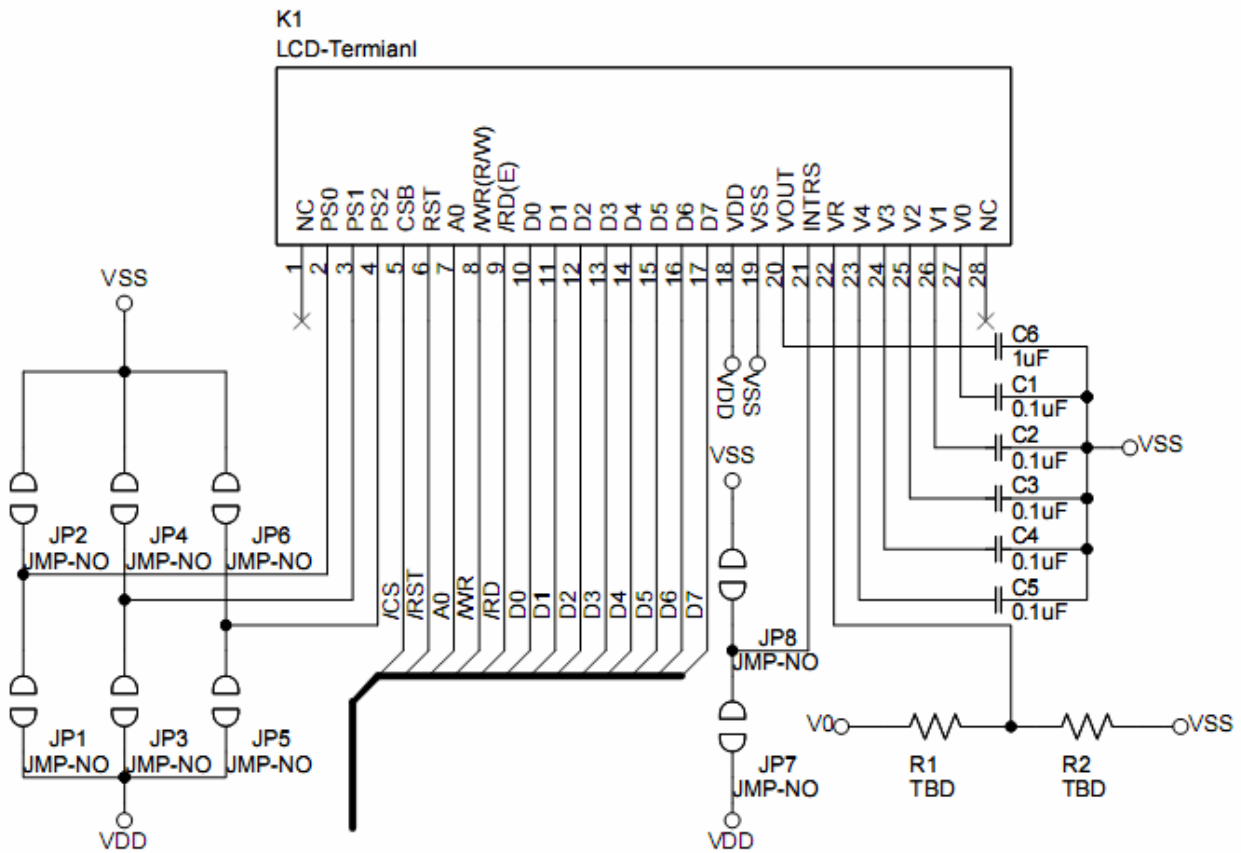 K1
LCD-Termianl
NC
PS0
PS1
PS2
CSB
RST
A0
/WR(R/W)
/RD(E)
D0
D1
D2
D3
D4
D5
D6
D7
VDD
VSS
VOUT
INTRS
VR
V4
V3
V2
V1
V0
NC
1
2
3
4
5
6
7
8
9
10
11
12
13
14
15
16
17
18
19
20
21
22
23
24
25
26
27
28
VSS
C6
1uF
C1
0.1uF
C2
0.1uF
C3
0.1uF
C4
0.1uF
C5
0.1uF
VSS
VDD
VSS
VSS
JP2
JMP-NO
JP4
JMP-NO
JP6
JMP-NO
/CS
/RST
A0
/WR
/RD
D0
D1
D2
D3
D4
D5
D6
D7
JP8
JMP-NO
JP1
JMP-NO
JP3
JMP-NO
JP5
JMP-NO
VDD
JP7
JMP-NO
VDD
V0
R1
TBD
R2
TBD
VSS